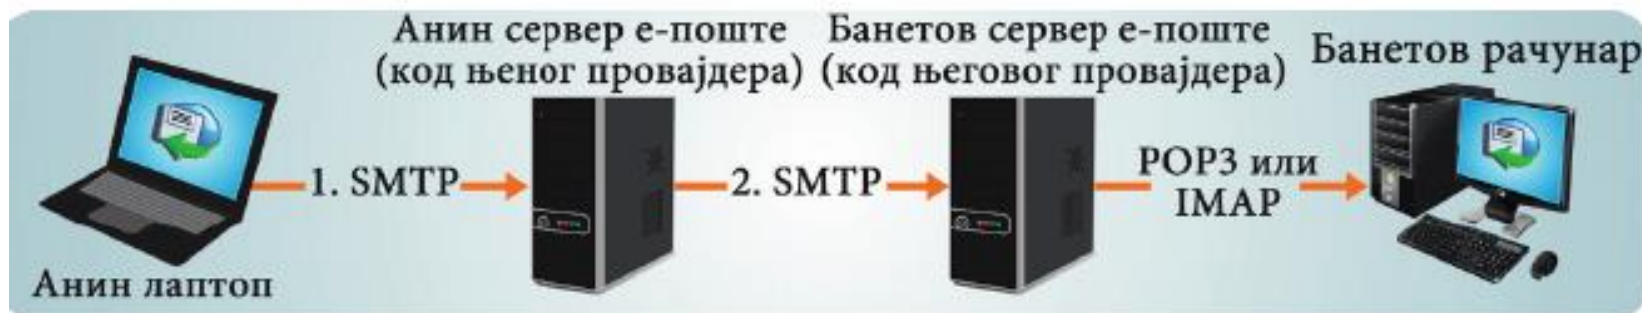 Анин сервер е-поште
(код њеног провајдера)
Банетов сервер е-поште
(код његовог провајдера)
Банетов рачунар
1. SMTP
2. SMTP
POP3 или
IMAP
Анин лаптоп